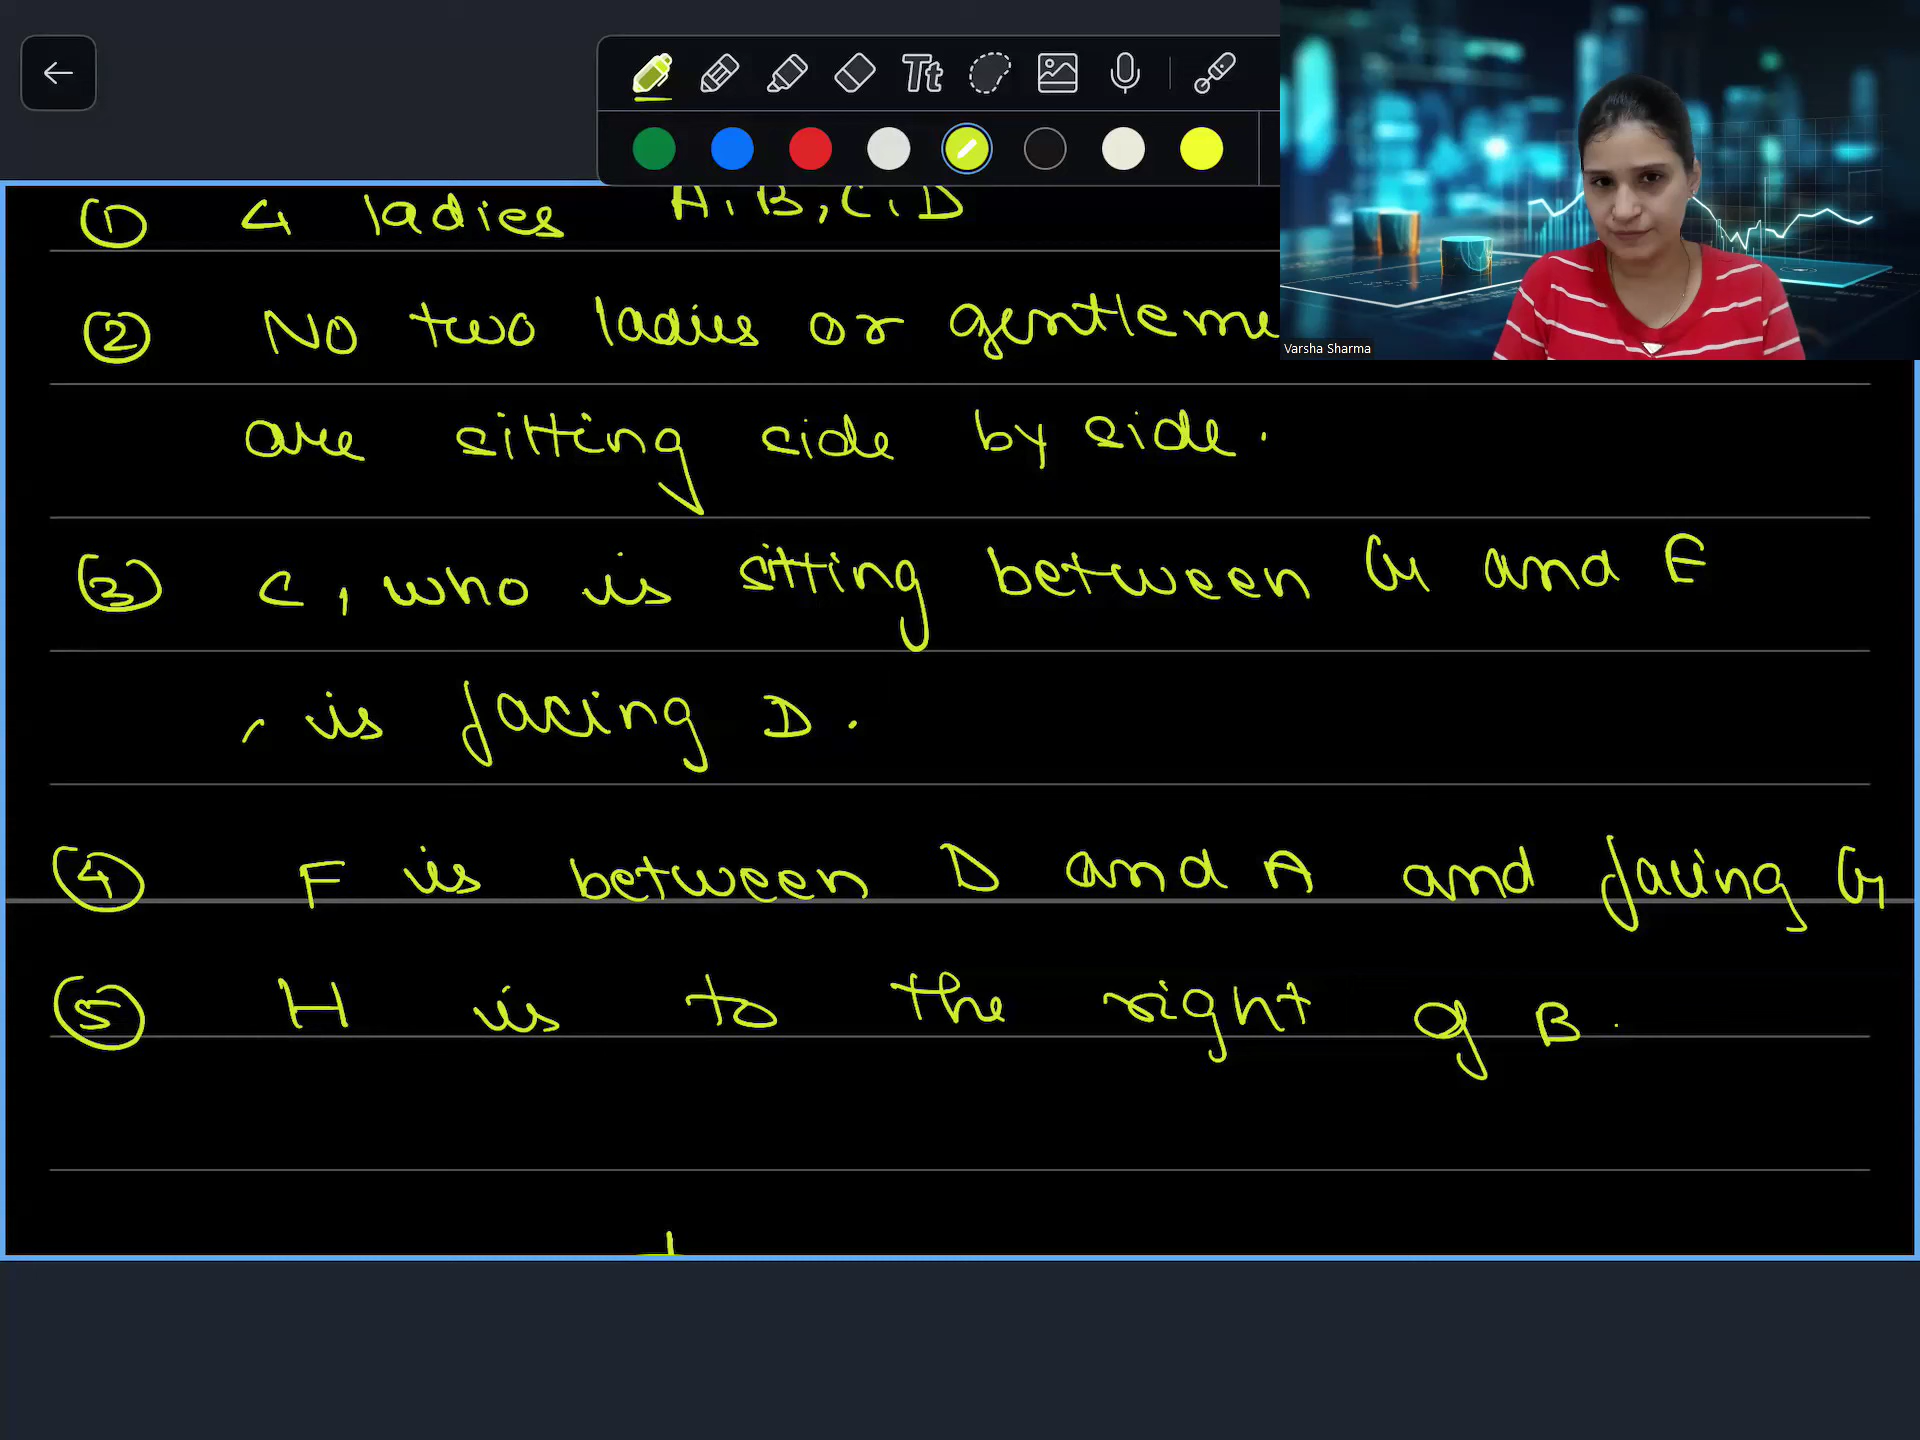 Tt
① 4 ladies A, B, C, D
② No two ladies or gentleme
are sitting side by side.
Varsha Sharma
③ C, who is sitting between G and E
, is facing D.
④ F is between D and A and facing G
⑤ H is to the right of B.